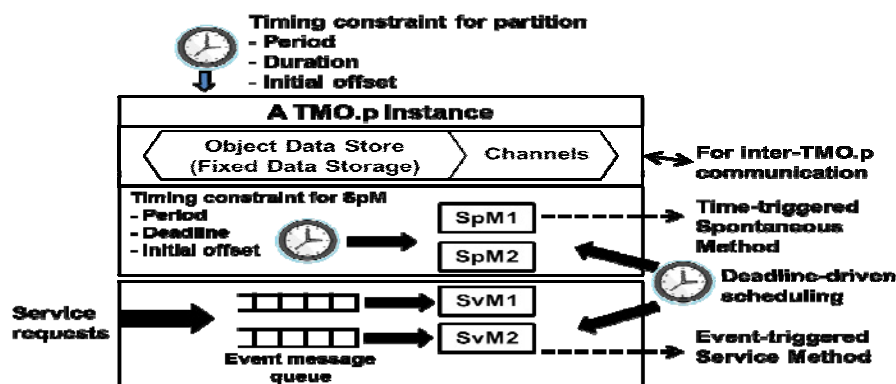 Timing constraint for partition
- Period
- Duration
- Initial offset
A TMO.p Instance
Object Data Store
(Fixed Data Storage)
Channels
For Inter-TMO.p
communication
Timing constraint for SpM
- Period
- Deadline
- Initial offset
SpM1
SpM2
Time-triggered
Spontaneous
Method
Deadline-driven
scheduling
Service
requests
SvM1
SvM2
Event message
queue
Event-triggered
Service Method